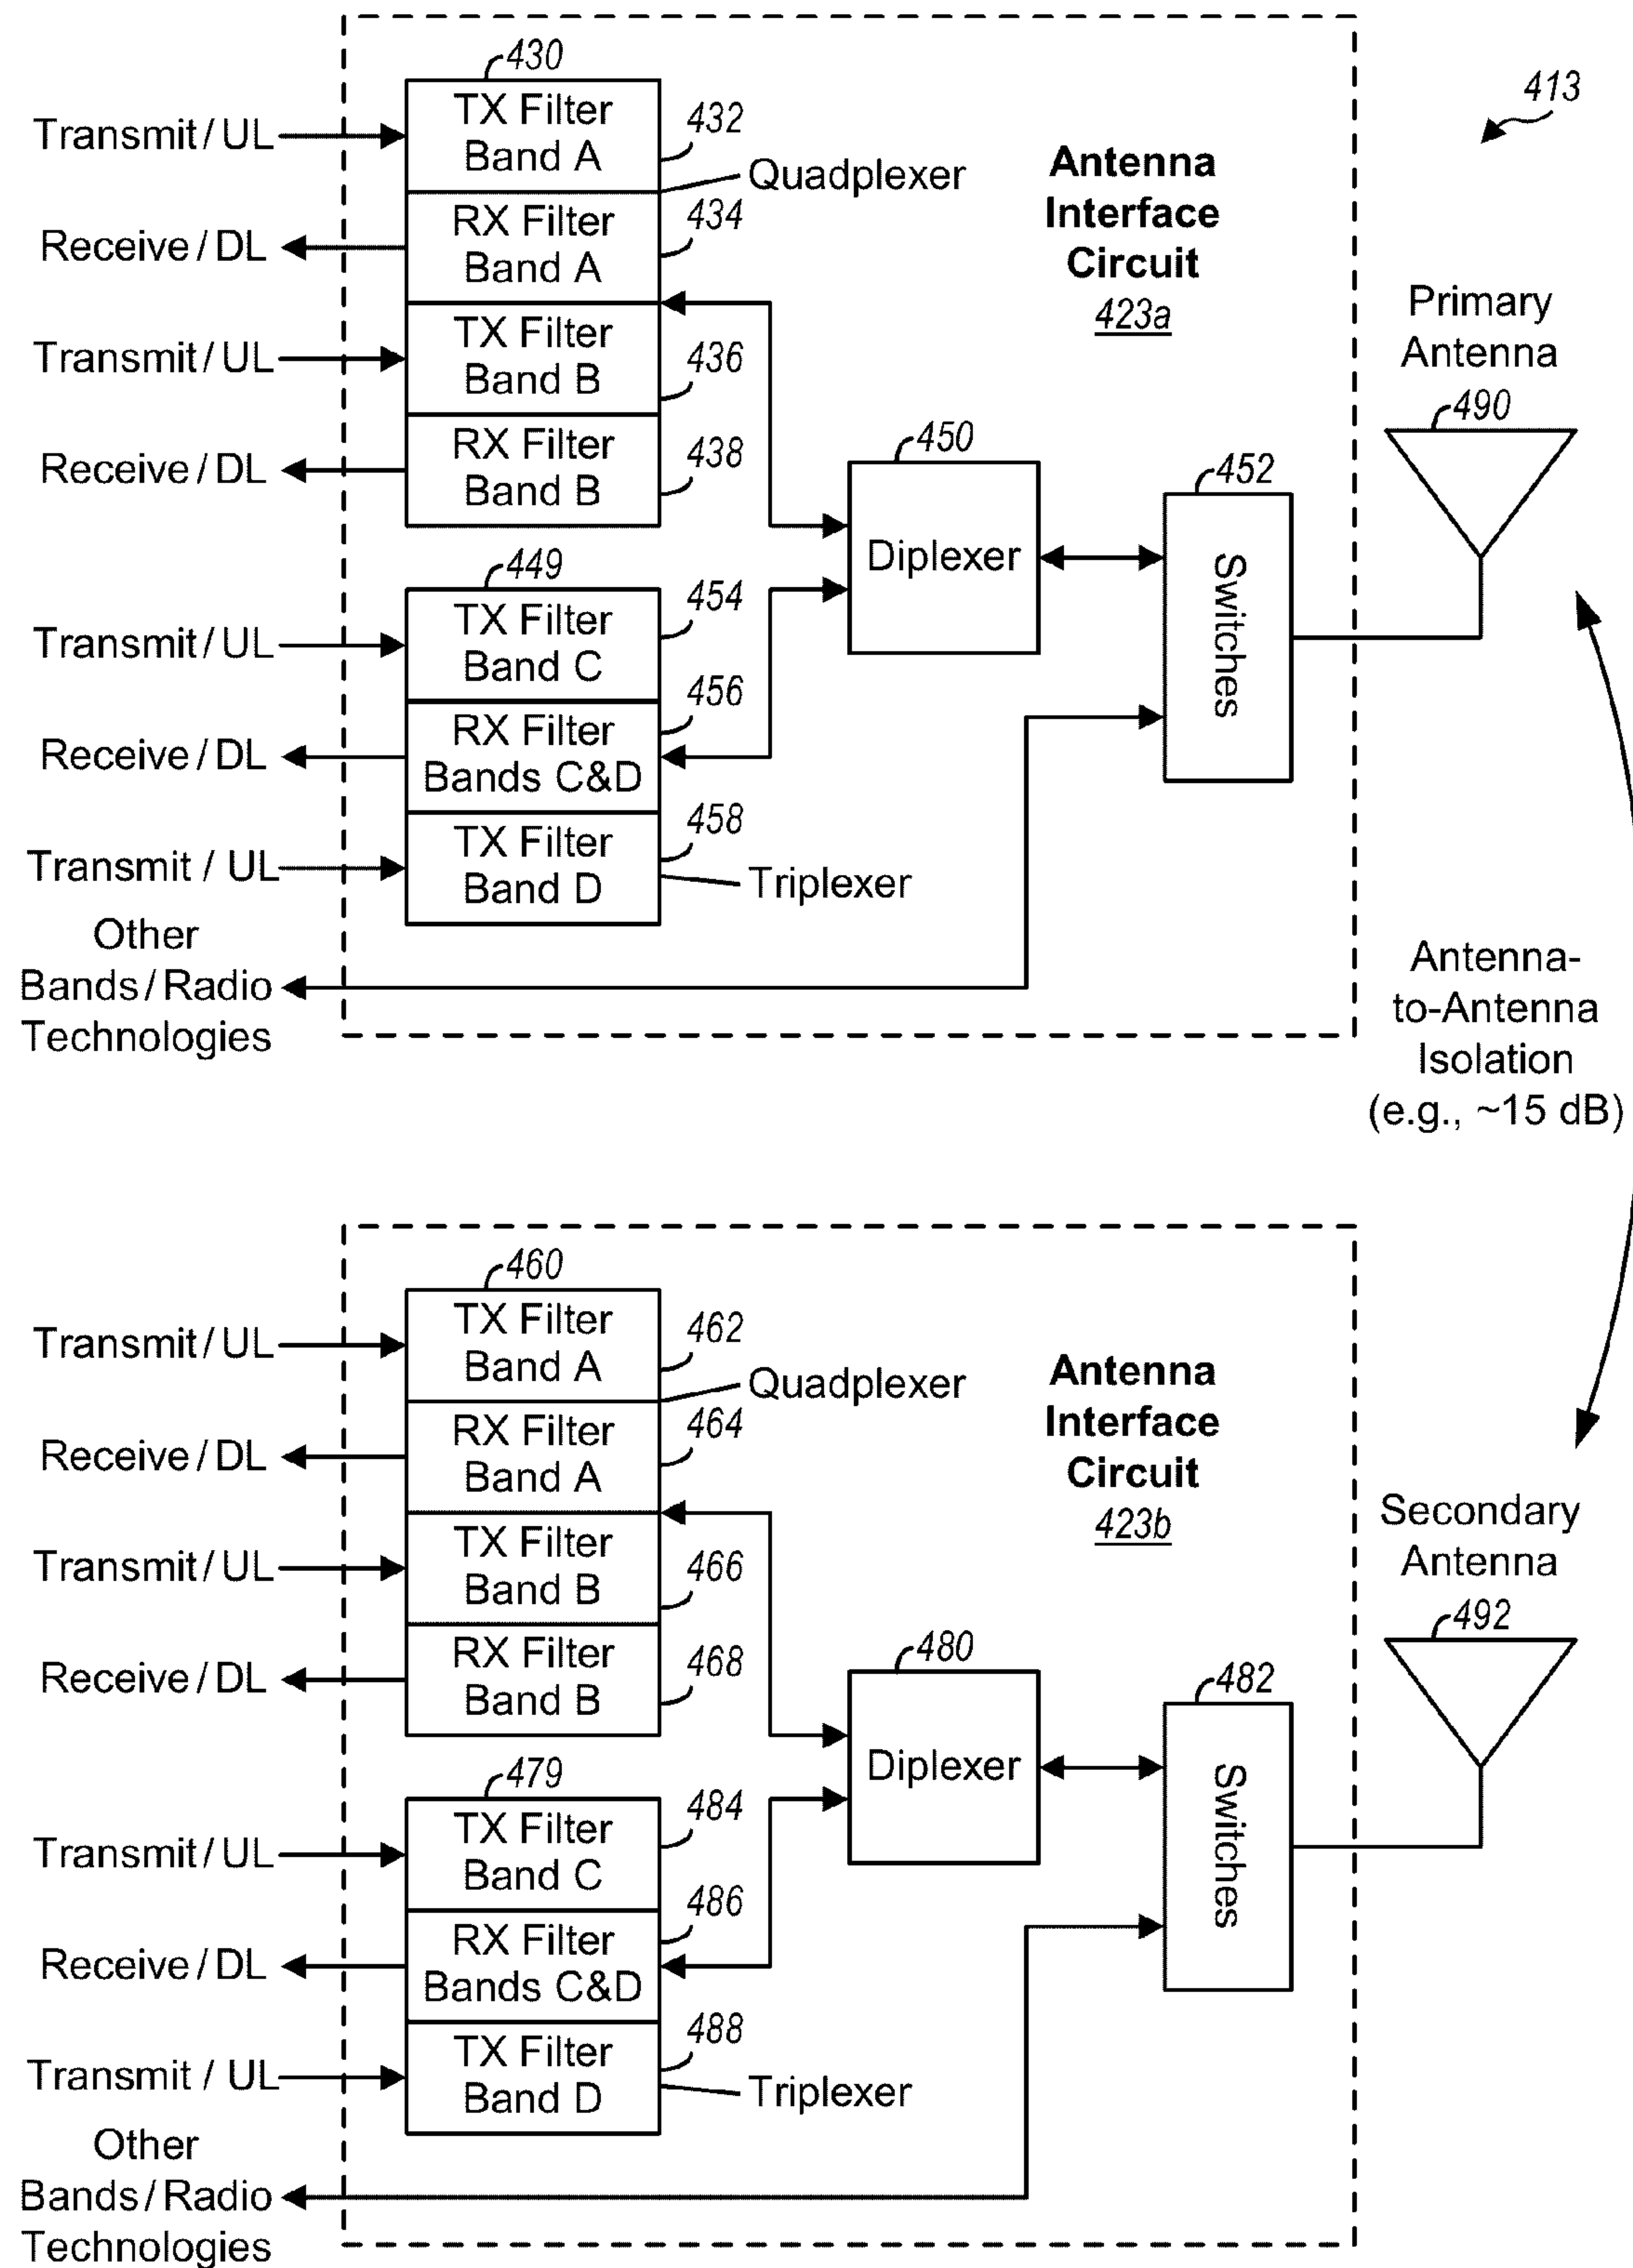 430
413
Transmit / UL
TX Filter
Band A
432
Quadplexer
Antenna
Interface
Circuit
423a
Receive / DL
RX Filter
Band A
434
Primary
Antenna
490
Transmit / UL
TX Filter
Band B
436
Receive / DL
RX Filter
Band B
438
450
Diplexer
452
Switches
449
Transmit / UL
TX Filter
Band C
454
Receive / DL
RX Filter
Bands C&D
456
Transmit / UL
TX Filter
Band D
458
Triplexer
Other
Bands / Radio
Technologies
Antenna-
to-Antenna
Isolation
(e.g., ~15 dB)
460
Transmit / UL
TX Filter
Band A
462
Quadplexer
Antenna
Interface
Circuit
423b
Receive / DL
RX Filter
Band A
464
Secondary
Antenna
492
Transmit / UL
TX Filter
Band B
466
Receive / DL
RX Filter
Band B
468
480
Diplexer
482
Switches
479
Transmit / UL
TX Filter
Band C
484
Receive / DL
RX Filter
Bands C&D
486
Transmit / UL
TX Filter
Band D
488
Triplexer
Other
Bands / Radio
Technologies